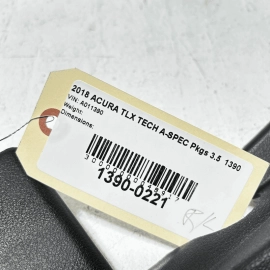 2018 ACURA TLX TECH A-SPEC Pkgs 3.5 1390
VIN: A011390
Weight:
Dimensions:
1390-0221